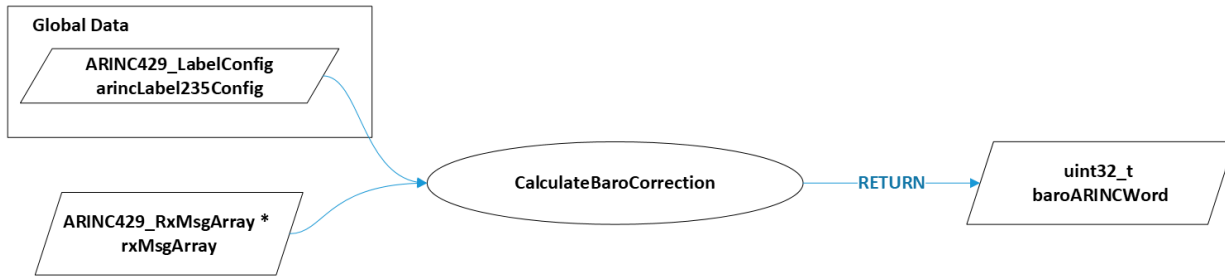 Global Data
ARINC429_LabelConfig
arincLabel235Config
ARINC429_RxMsgArray *
rxMsgArray
CalculateBaroCorrection
RETURN
uint32_t
baroARINCWord